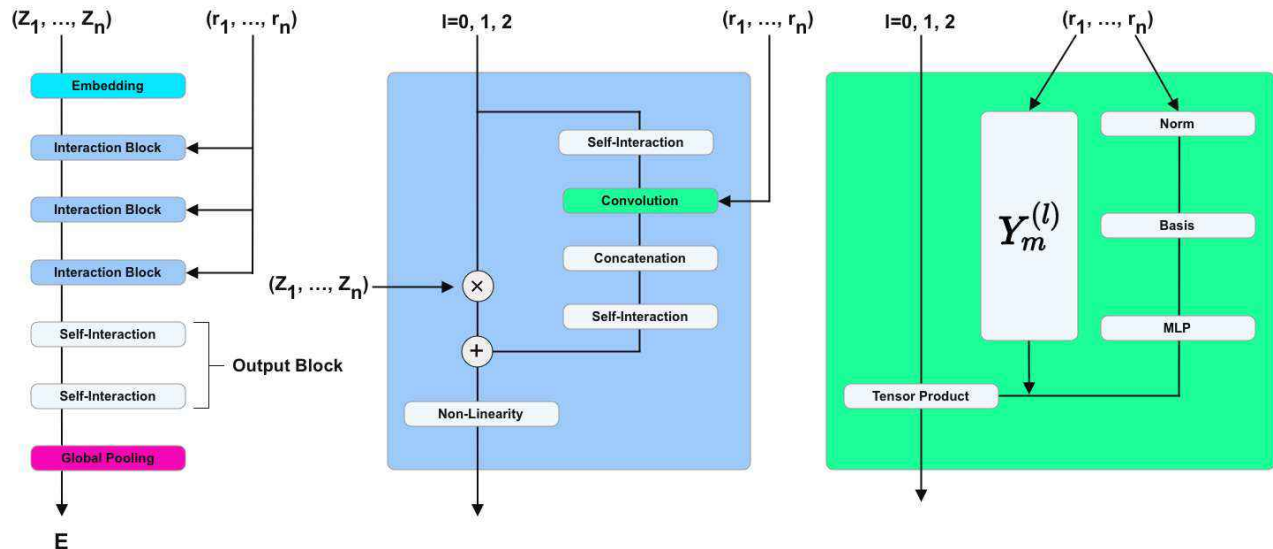 (Z₁, ..., Zₙ)
(r₁, ..., rₙ)
Embedding
Interaction Block
Interaction Block
Interaction Block
Self-Interaction
Self-Interaction
Output Block
Global Pooling
E
l=0, 1, 2
(r₁, ..., rₙ)
Self-Interaction
Convolution
Concatenation
(Z₁, ..., Zₙ)
×
Self-Interaction
+
Non-Linearity
l=0, 1, 2
(r₁, ..., rₙ)
Norm
Yₘ⁽ˡ⁾
Basis
MLP
Tensor Product